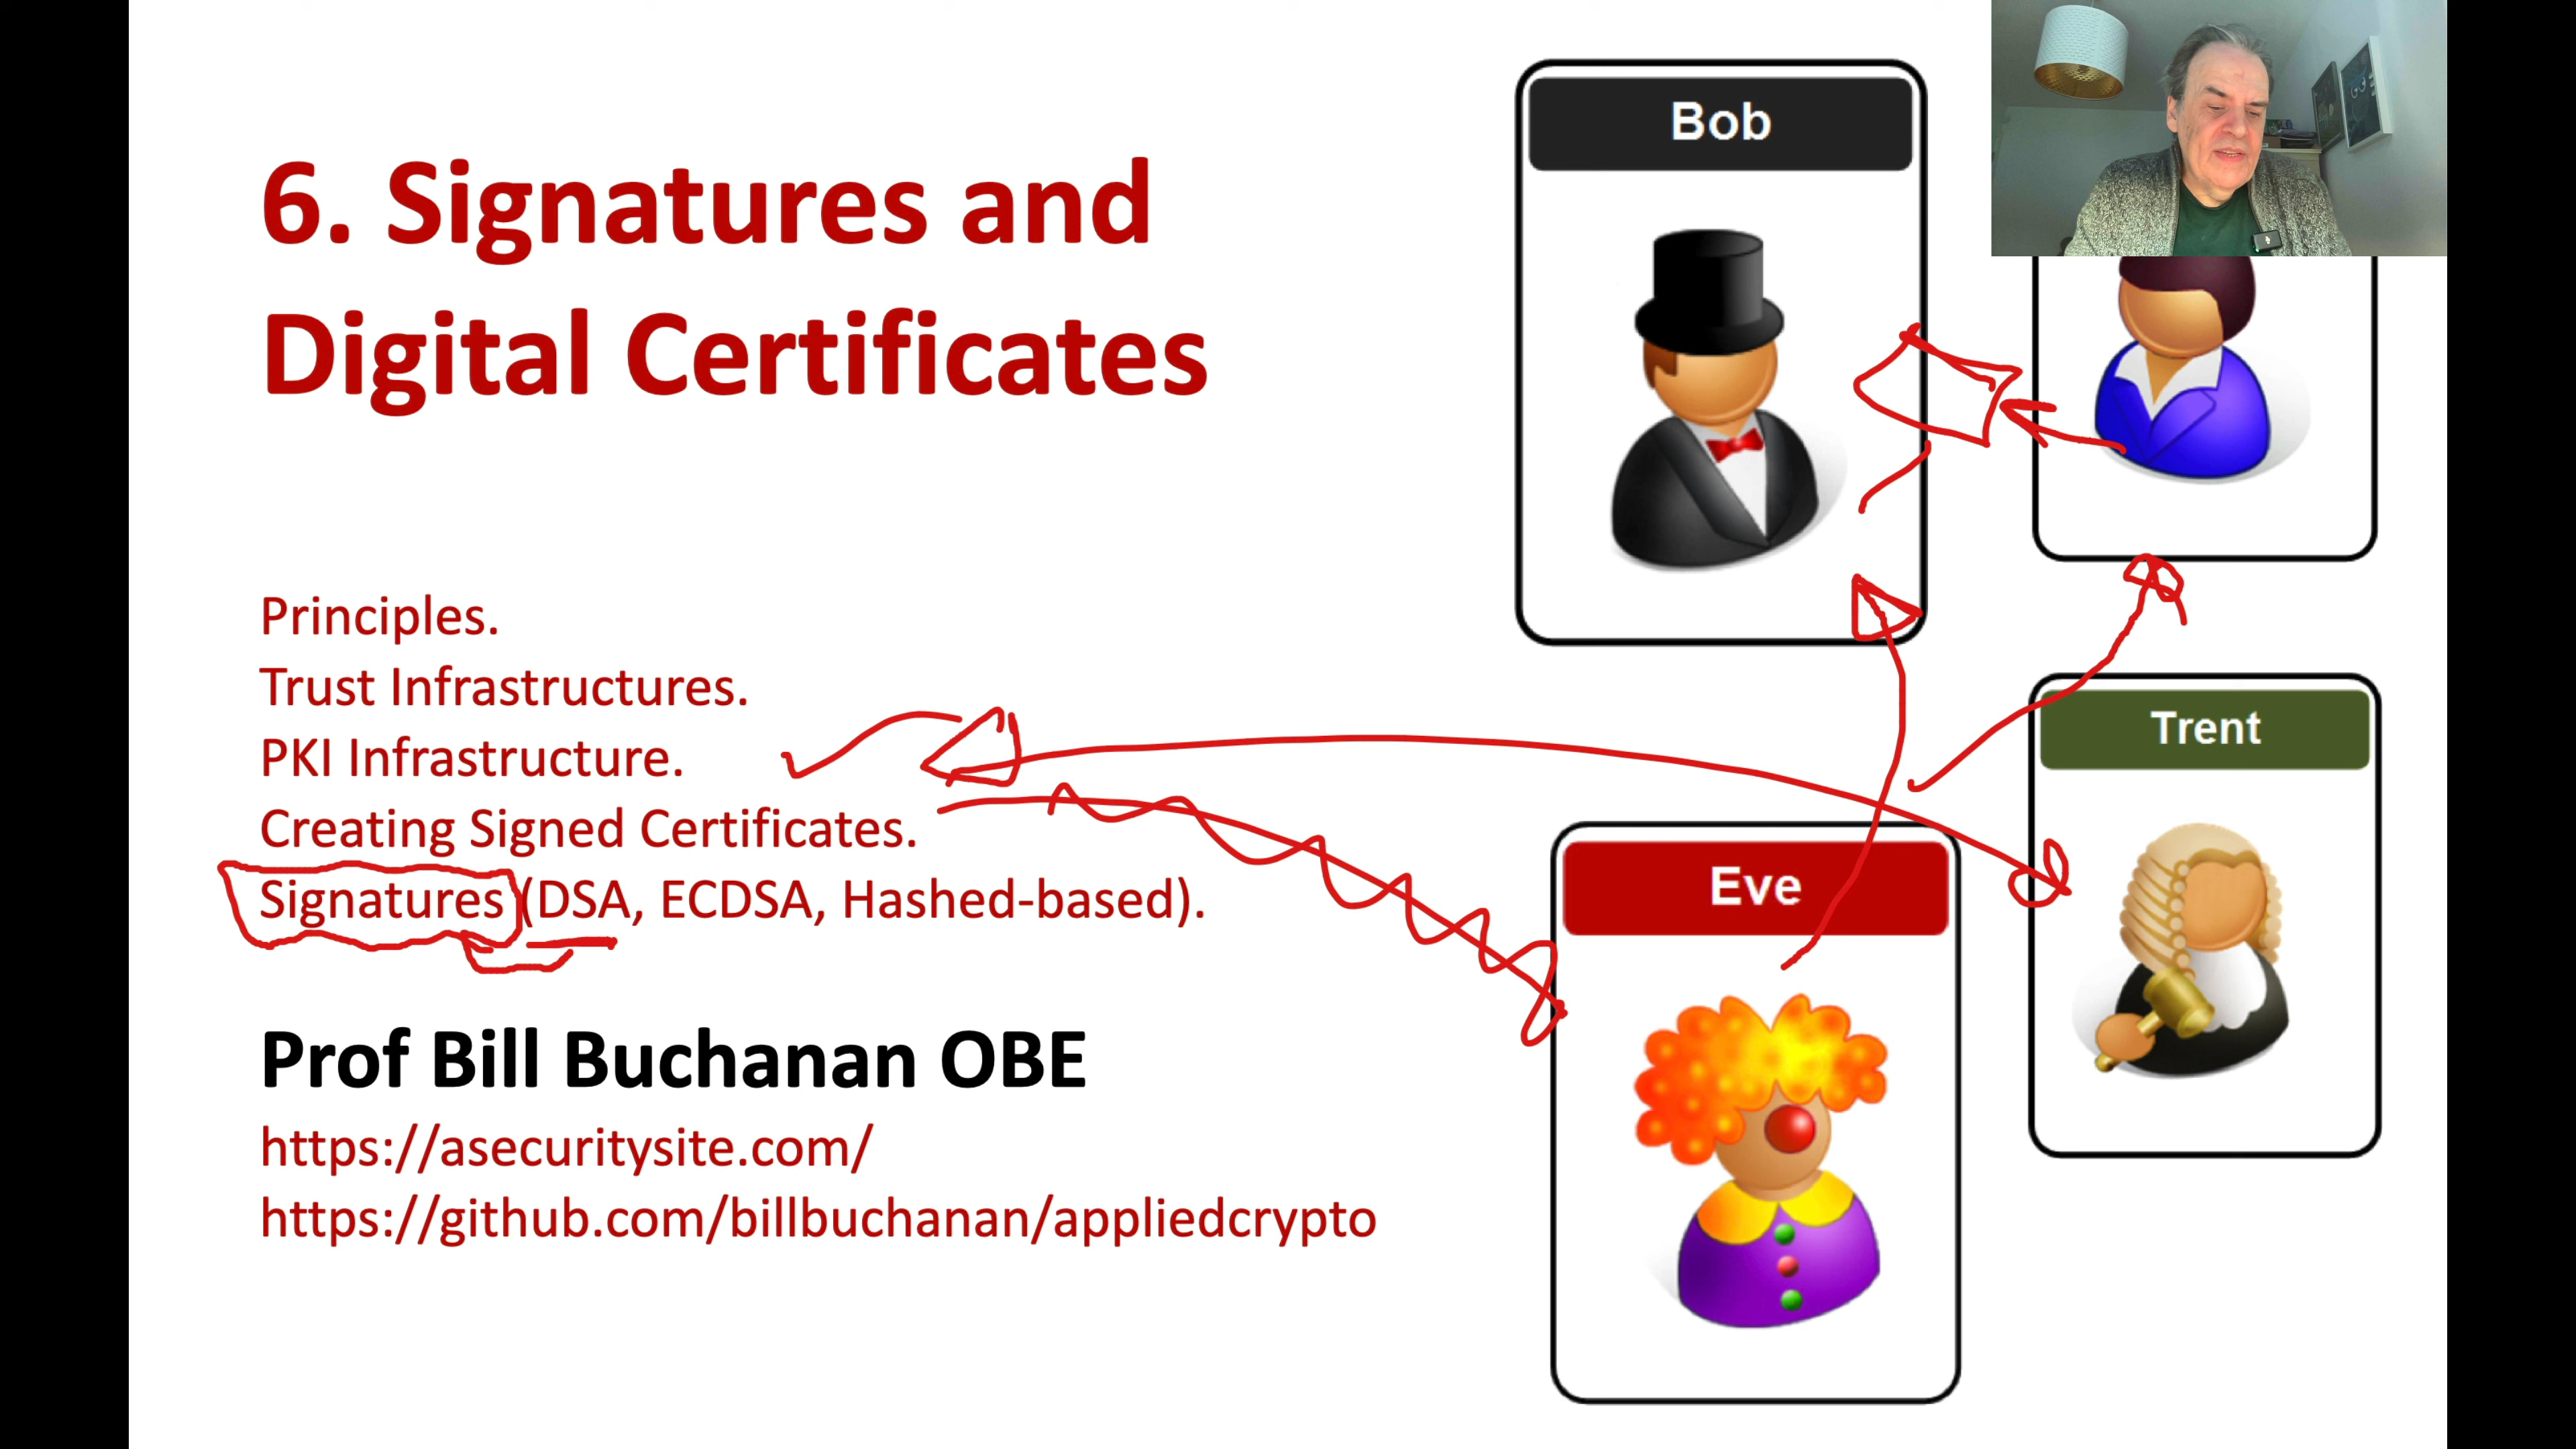 6. Signatures and
Digital Certificates
Principles.
Trust Infrastructures.
PKI Infrastructure.
Creating Signed Certificates.
Signatures (DSA, ECDSA, Hashed-based).
Prof Bill Buchanan OBE
https://asecuritysite.com/
https://github.com/billbuchanan/appliedcrypto
Bob
Trent
Eve